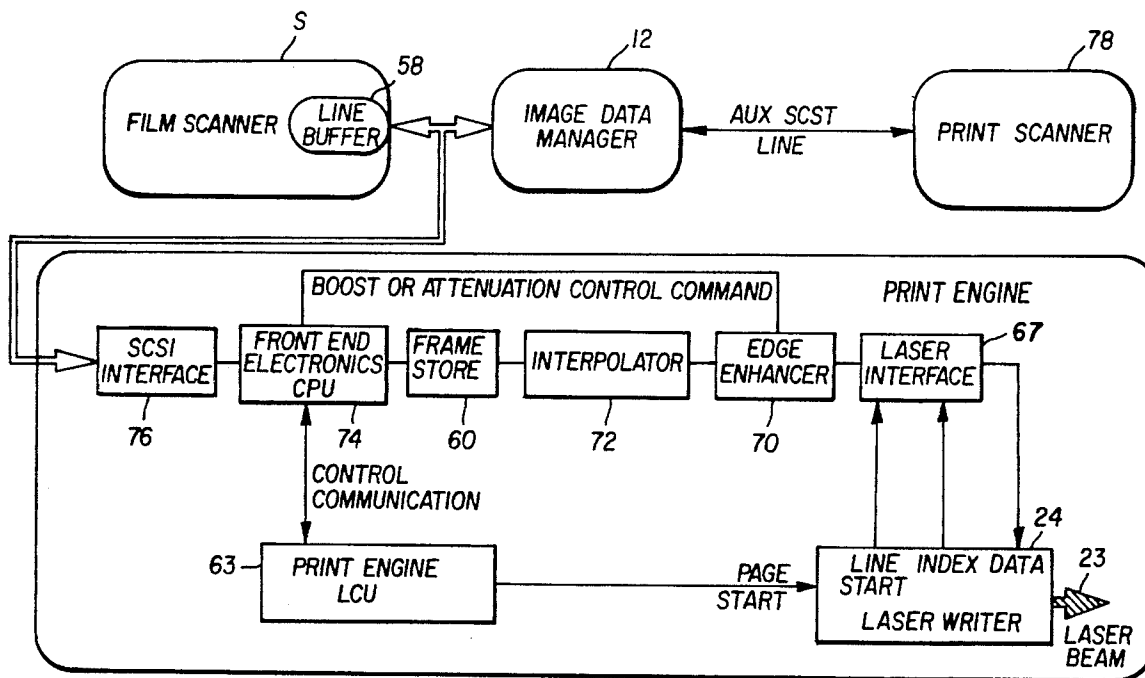 S
58
12
78
FILM SCANNER
LINE
BUFFER
IMAGE DATA
MANAGER
AUX SCST
LINE
PRINT SCANNER
BOOST OR ATTENUATION CONTROL COMMAND
PRINT ENGINE
SCSI
INTERFACE
76
FRONT END
ELECTRONICS
CPU
74
FRAME
STORE
60
INTERPOLATOR
72
EDGE
ENHANCER
70
LASER
INTERFACE
67
CONTROL
COMMUNICATION
63
PRINT ENGINE
LCU
PAGE
START
LINE INDEX DATA
START
LASER WRITER
24
23
LASER
BEAM